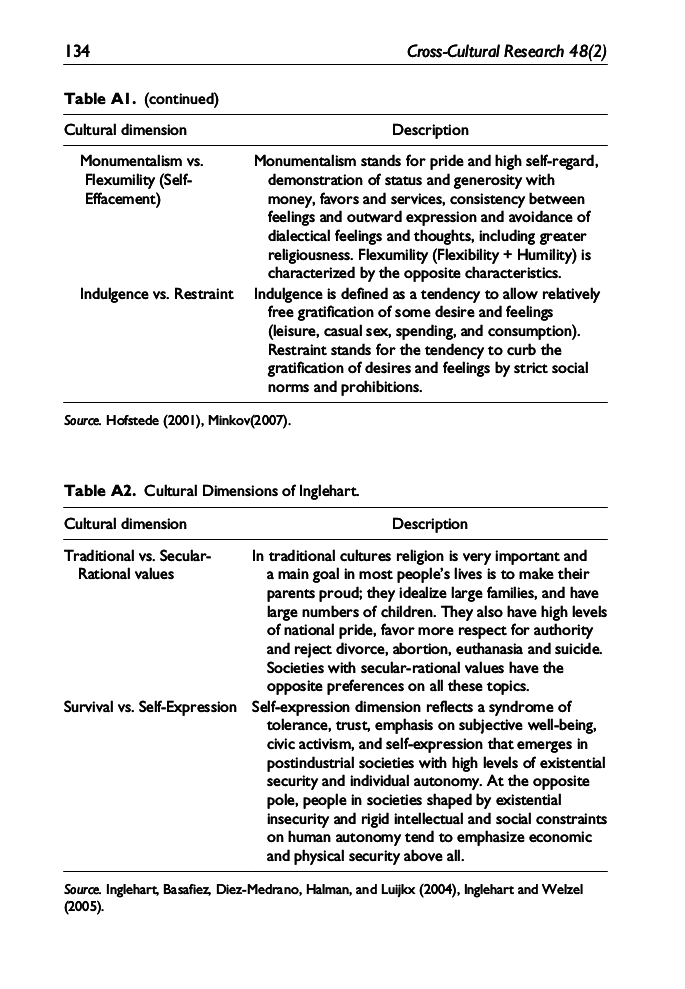 134
Cross-Cultural Research 48(2)
Table A1. (continued)
Cultural dimension Description
Monumentalism vs. Monumentalism stands for pride and high self-regard,
Flexumility (Self- demonstration of status and generosity with
Effacement) money, favors and services, consistency between
feelings and outward expression and avoidance of
dialectical feelings and thoughts, including greater
religiousness. Flexumility (Flexibility + Humility) is
characterized by the opposite characteristics.
Indulgence vs. Restraint Indulgence is defined as a tendency to allow relatively
free gratification of some desire and feelings
(leisure, casual sex, spending, and consumption).
Restraint stands for the tendency to curb the
gratification of desires and feelings by strict social
norms and prohibitions.
Source. Hofstede (2001), Minkov(2007).
Table A2. Cultural Dimensions of Inglehart.
Cultural dimension Description
Traditional vs. Secular- In traditional cultures religion is very important and
Rational values a main goal in most people's lives is to make their
parents proud; they idealize large families, and have
large numbers of children. They also have high levels
of national pride, favor more respect for authority
and reject divorce, abortion, euthanasia and suicide.
Societies with secular-rational values have the
opposite preferences on all these topics.
Survival vs. Self-Expression Self-expression dimension reflects a syndrome of
tolerance, trust, emphasis on subjective well-being,
civic activism, and self-expression that emerges in
postindustrial societies with high levels of existential
security and individual autonomy. At the opposite
pole, people in societies shaped by existential
insecurity and rigid intellectual and social constraints
on human autonomy tend to emphasize economic
and physical security above all.
Source. Inglehart, Basañez, Diez-Medrano, Halman, and Luijkx (2004), Inglehart and Welzel
(2005).